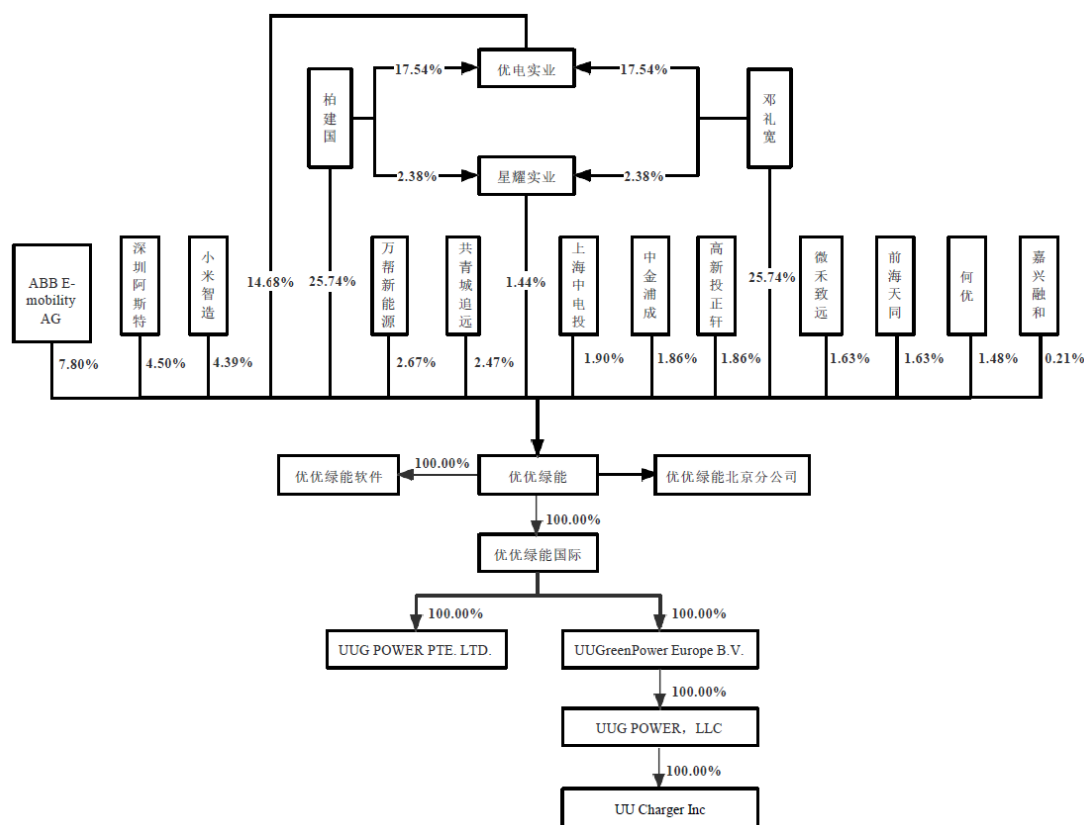 优电实业
17.54%
17.54%
柏建国
邓礼宽
星耀实业
2.38%
2.38%
ABB E-
mobility
AG
深圳阿斯特
小米智造
万帮新能源
共青城追远
上海中电投
中金浦成
高新投正轩
微禾致远
前海天同
何优
嘉兴融和
14.68%
25.74%
1.44%
25.74%
7.80%
4.50%
4.39%
2.67%
2.47%
1.90%
1.86%
1.86%
1.63%
1.63%
1.48%
0.21%
优优绿能软件
100.00%
优优绿能
优优绿能北京分公司
100.00%
优优绿能国际
100.00%
100.00%
UUG POWER PTE. LTD.
UUGreenPower Europe B.V.
100.00%
UUG POWER，LLC
100.00%
UU Charger Inc